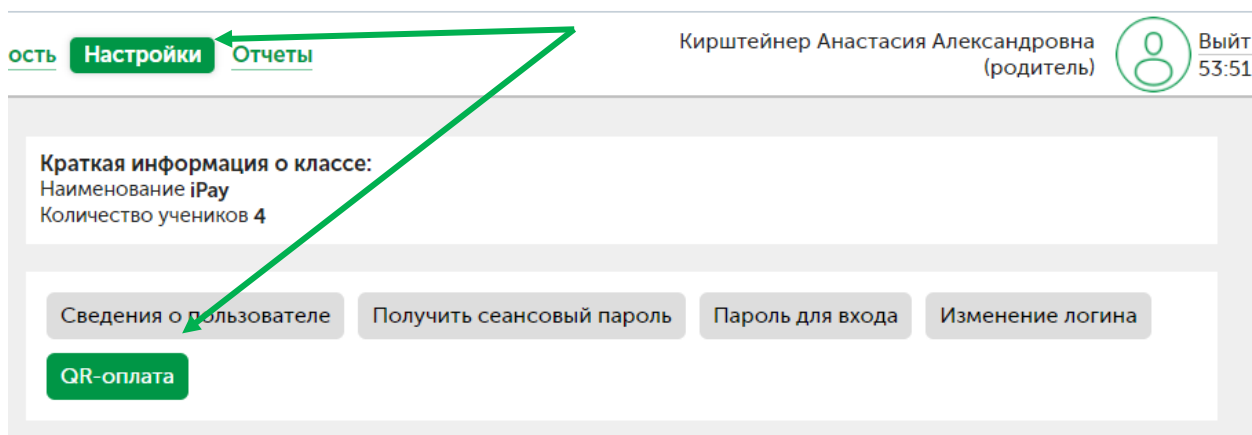 ость Настройки Отчеты Кирштейнер Анастасия Александровна Выйт
(родитель) 53:51
Краткая информация о классе:
Наименование iPay
Количество учеников 4
Сведения о пользователе Получить сеансовый пароль Пароль для входа Изменение логина
QR-оплата